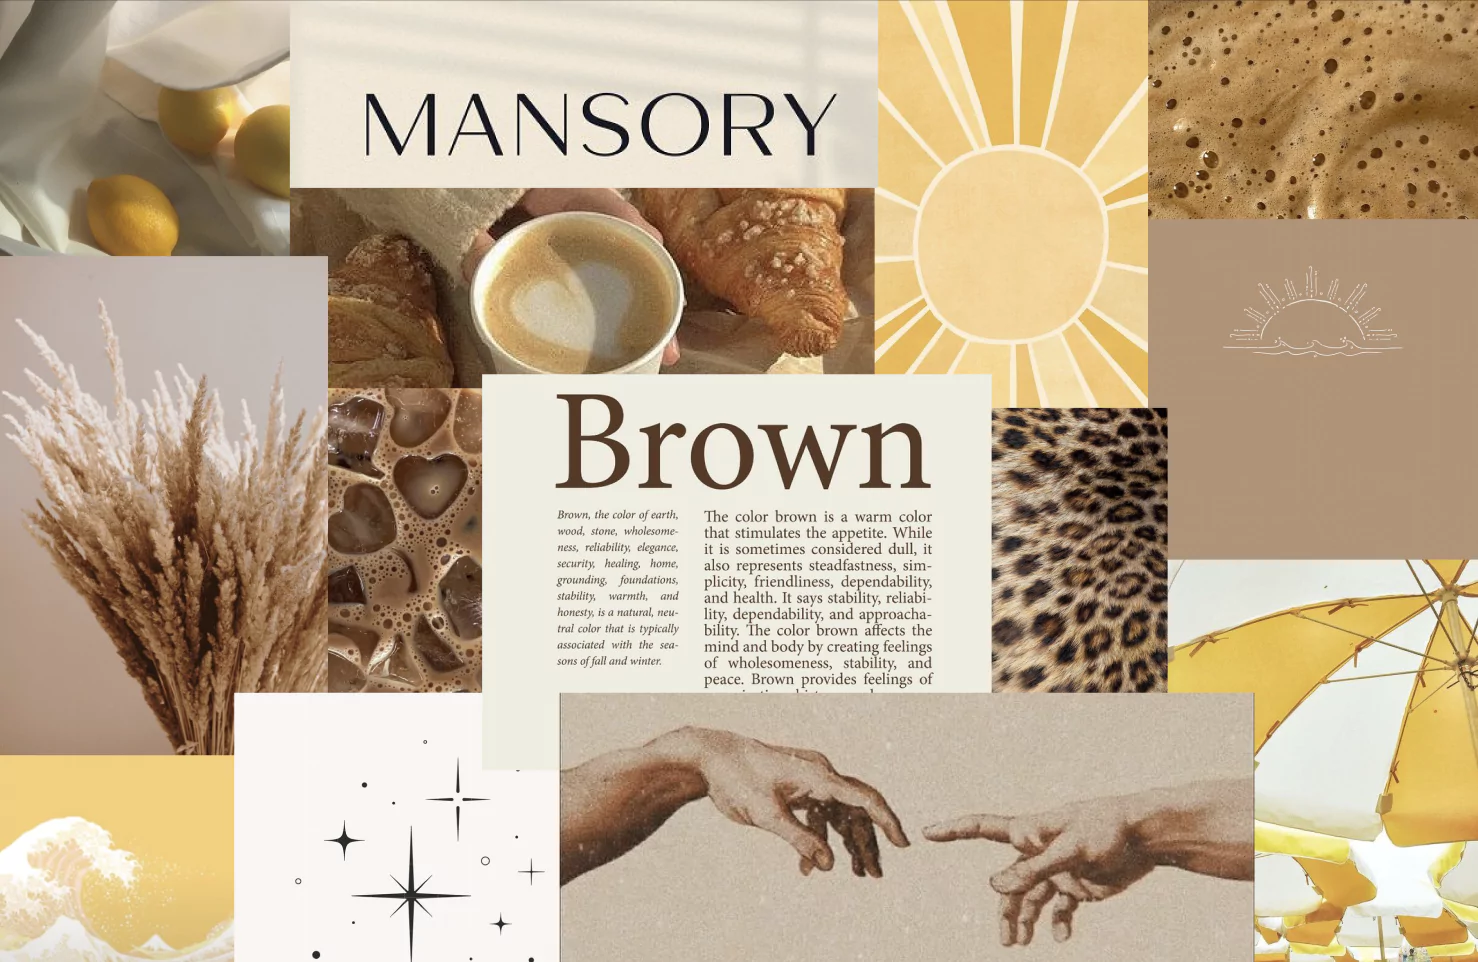 MANSORY
Brown
Brown, the color of earth,
wood, stone, wholesome-
ness, reliability, elegance,
security, healing, home,
grounding, foundations,
stability, warmth, and
honesty, is a natural, neu-
tral color that is typically
associated with the sea-
sons of fall and winter.
The color brown is a warm color
that stimulates the appetite. While
it is sometimes considered dull, it
also represents steadfastness, sim-
plicity, friendliness, dependability,
and health. It says stability, reliabi-
lity, dependability, and approacha-
bility. The color brown affects the
mind and body by creating feelings
of wholesomeness, stability, and
peace. Brown provides feelings of